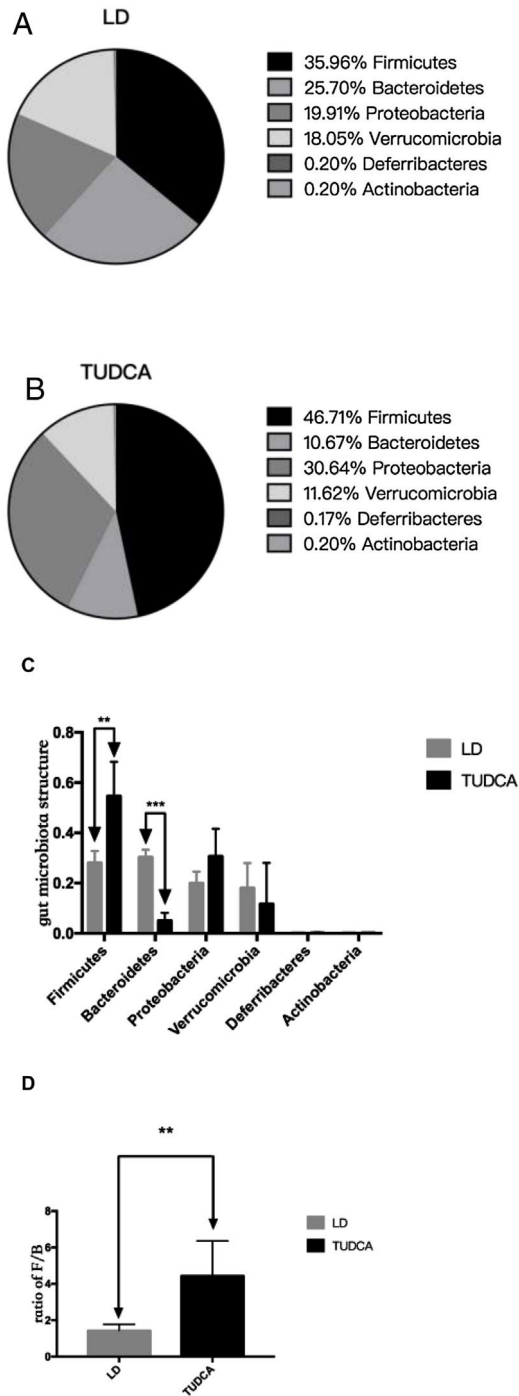 A
LD
35.96% Firmicutes
25.70% Bacteroidetes
19.91% Proteobacteria
18.05% Verrucomicrobia
0.20% Deferribacteres
0.20% Actinobacteria
B
TUDCA
46.71% Firmicutes
10.67% Bacteroidetes
30.64% Proteobacteria
11.62% Verrucomicrobia
0.17% Deferribacteres
0.20% Actinobacteria
C
gut microbiota structure
0.8
0.6
0.4
0.2
0.0
**
***
LD
TUDCA
Firmicutes
Bacteroidetes
Proteobacteria
Verrucomicrobia
Deferribacteres
Actinobacteria
D
**
ratio of F/B
8
6
4
2
0
LD
TUDCA
LD
TUDCA